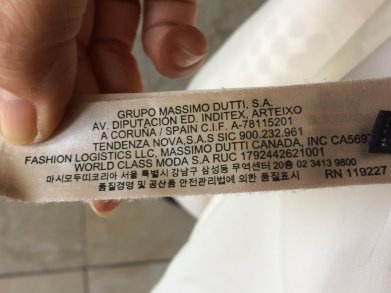 GRUPO MASSIMO DUTTI, S.A.
AV. DIPUTACIÓN ED. INDITEX, ARTEIXO
A CORUÑA / SPAIN C.I.F. A-78115201
TENDENZA NOVA,S.A.S SIC 900.232.961
FASHION LOGISTICS LLC, MASSIMO DUTTI CANADA, INC CA5697
WORLD CLASS MODA S.A RUC 1792442621001
마시모두띠코리아 서울 특별시 강남구 삼성동 무역센터 20층 02 3413 9800
품질경영 및 공산품 안전관리법에 의한 품질표시 RN 119227